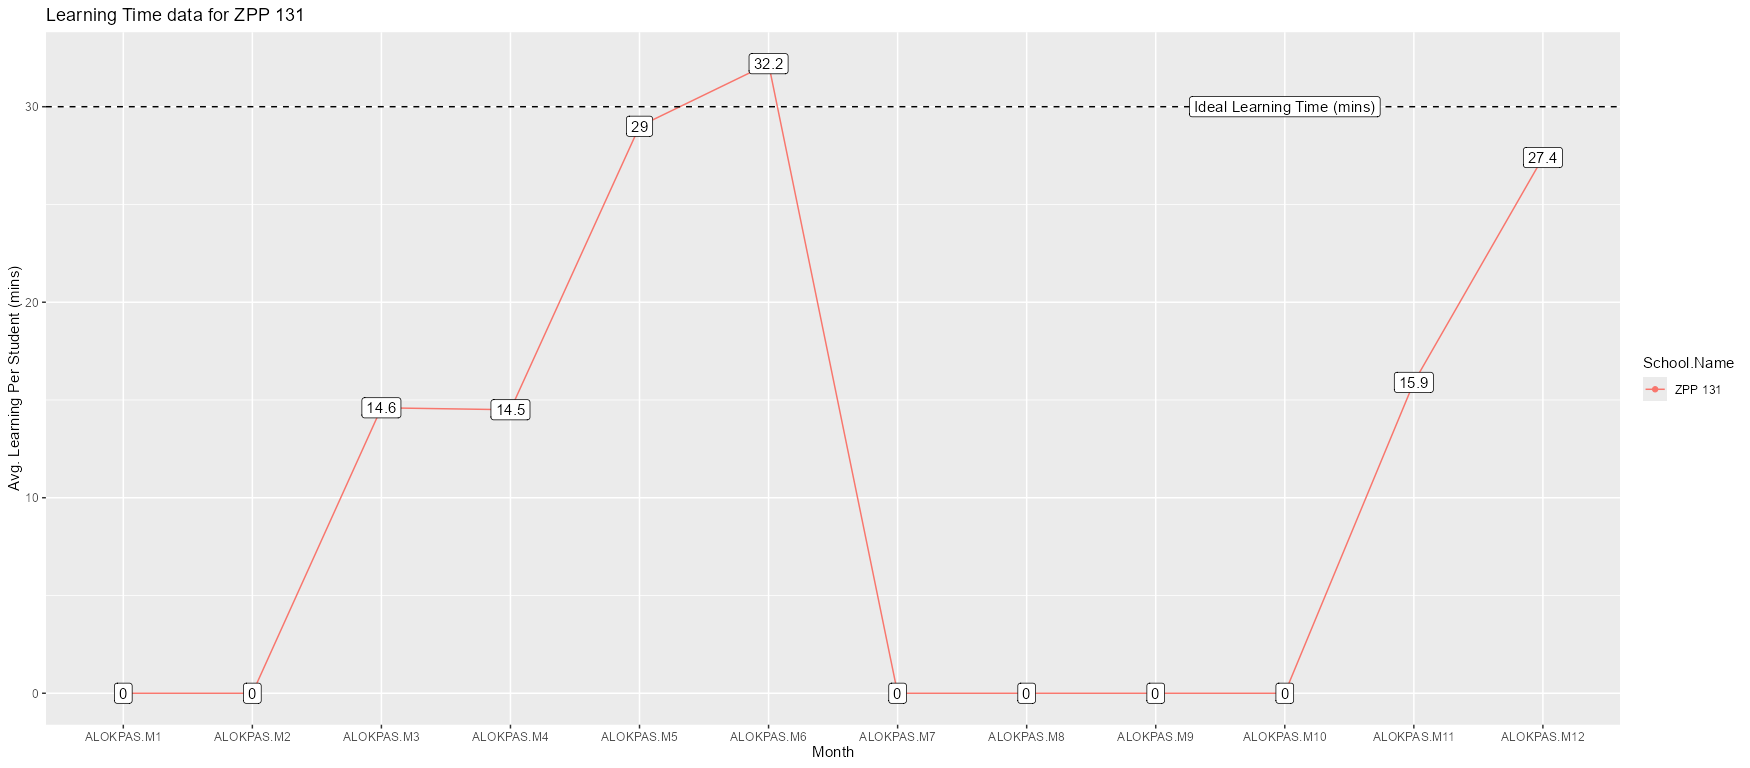 Learning Time data for ZPP 131
Avg. Learning Per Student (mins)
30
20
10
0
32.2
Ideal Learning Time (mins)
29
27.4
15.9
14.6
14.5
0
0
0
0
0
0
ALOKPAS.M1 ALOKPAS.M2 ALOKPAS.M3 ALOKPAS.M4 ALOKPAS.M5 ALOKPAS.M6 ALOKPAS.M7 ALOKPAS.M8 ALOKPAS.M9 ALOKPAS.M10 ALOKPAS.M11 ALOKPAS.M12
Month
School.Name
ZPP 131